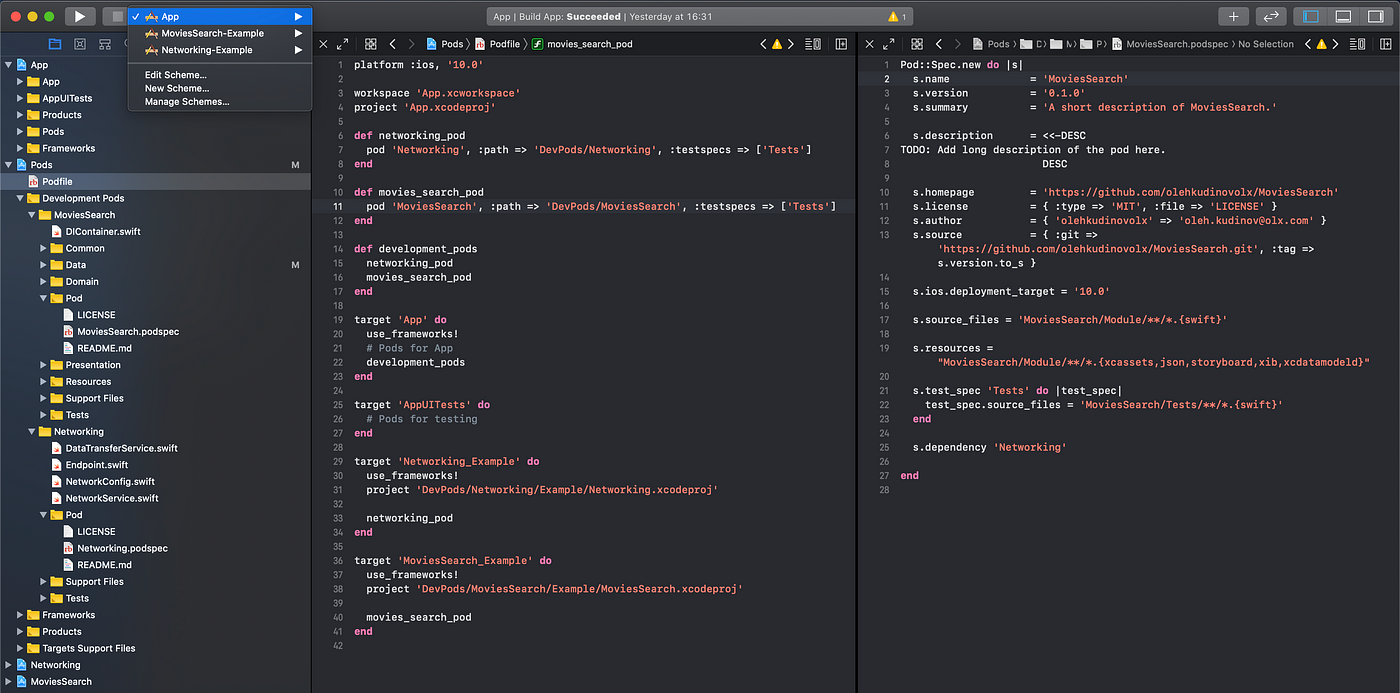 App
MoviesSearch-Example
Networking-Example
Edit Scheme...
New Scheme...
Manage Schemes...
App | Build App: Succeeded | Yesterday at 16:31
1
App
App
AppUITests
Products
Pods
Frameworks
Pods M
Podfile
Development Pods
MoviesSearch
DIContainer.swift
Common
Data M
Domain
Pod
LICENSE
MoviesSearch.podspec
README.md
Presentation
Resources
Support Files
Tests
Networking
DataTransferService.swift
Endpoint.swift
NetworkConfig.swift
NetworkService.swift
Pod
LICENSE
Networking.podspec
README.md
Support Files
Tests
Frameworks
Products
Targets Support Files
Networking
MoviesSearch
Pods Podfile movies_search_pod
1 platform :ios, '10.0'
2
3 workspace 'App.xcworkspace'
4 project 'App.xcodeproj'
5
6 def networking_pod
7 pod 'Networking', :path => 'DevPods/Networking', :testspecs => ['Tests']
8 end
9
10 def movies_search_pod
11 pod 'MoviesSearch', :path => 'DevPods/MoviesSearch', :testspecs => ['Tests']
12 end
13
14 def development_pods
15 networking_pod
16 movies_search_pod
17 end
18
19 target 'App' do
20 use_frameworks!
21 # Pods for App
22 development_pods
23 end
24
25 target 'AppUITests' do
26 # Pods for testing
27 end
28
29 target 'Networking_Example' do
30 use_frameworks!
31 project 'DevPods/Networking/Example/Networking.xcodeproj'
32
33 networking_pod
34 end
35
36 target 'MoviesSearch_Example' do
37 use_frameworks!
38 project 'DevPods/MoviesSearch/Example/MoviesSearch.xcodeproj'
39
40 movies_search_pod
41 end
42
Pods D M P MoviesSearch.podspec No Selection
1 Pod::Spec.new do |s|
2 s.name = 'MoviesSearch'
3 s.version = '0.1.0'
4 s.summary = 'A short description of MoviesSearch.'
5
6 s.description = <<-DESC
7 TODO: Add long description of the pod here.
8 DESC
9
10 s.homepage = 'https://github.com/olehkudinovolx/MoviesSearch'
11 s.license = { :type => 'MIT', :file => 'LICENSE' }
12 s.author = { 'olehkudinovolx' => 'oleh.kudinov@olx.com' }
13 s.source = { :git =>
'https://github.com/olehkudinovolx/MoviesSearch.git', :tag =>
s.version.to_s }
14
15 s.ios.deployment_target = '10.0'
16
17 s.source_files = 'MoviesSearch/Module/**/*.{swift}'
18
19 s.resources =
"MoviesSearch/Module/**/*.{xcassets,json,storyboard,xib,xcdatamodeld}"
20
21 s.test_spec 'Tests' do |test_spec|
22 test_spec.source_files = 'MoviesSearch/Tests/**/*.{swift}'
23 end
24
25 s.dependency 'Networking'
26
27 end
28